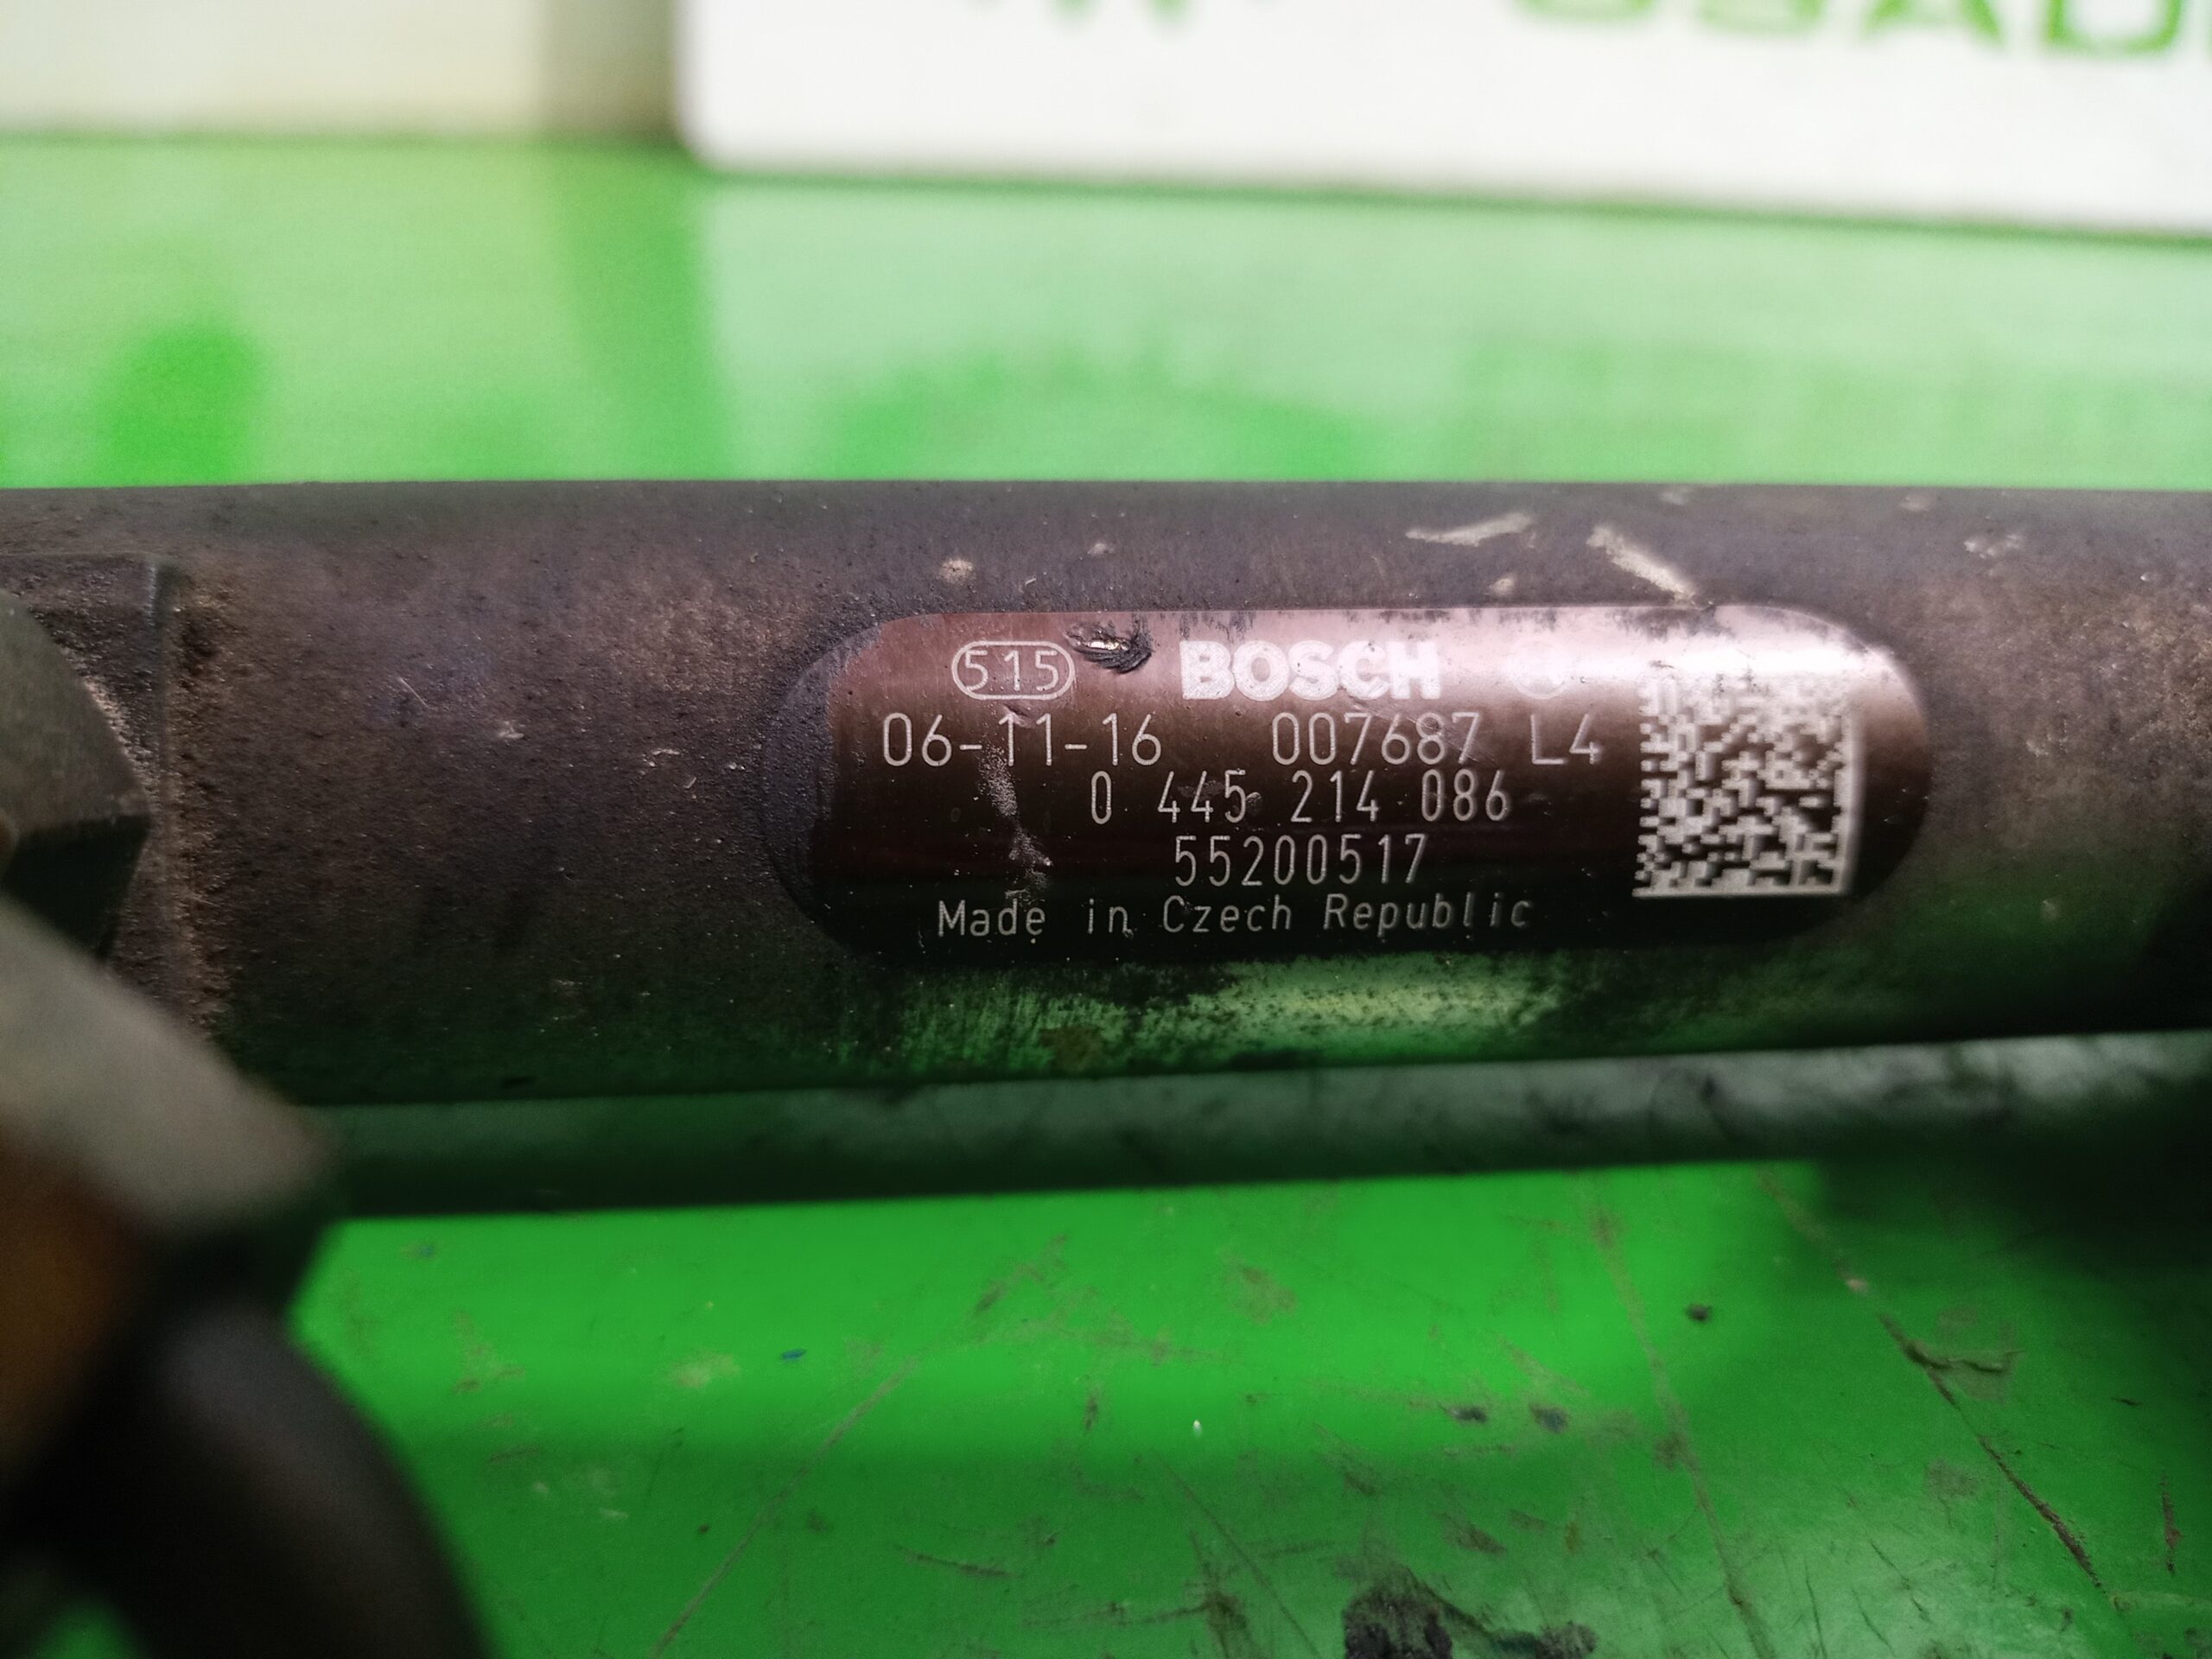 515 BOSCH
06-11-16 007687 L4
0 445 214 086
55200517
Made in Czech Republic